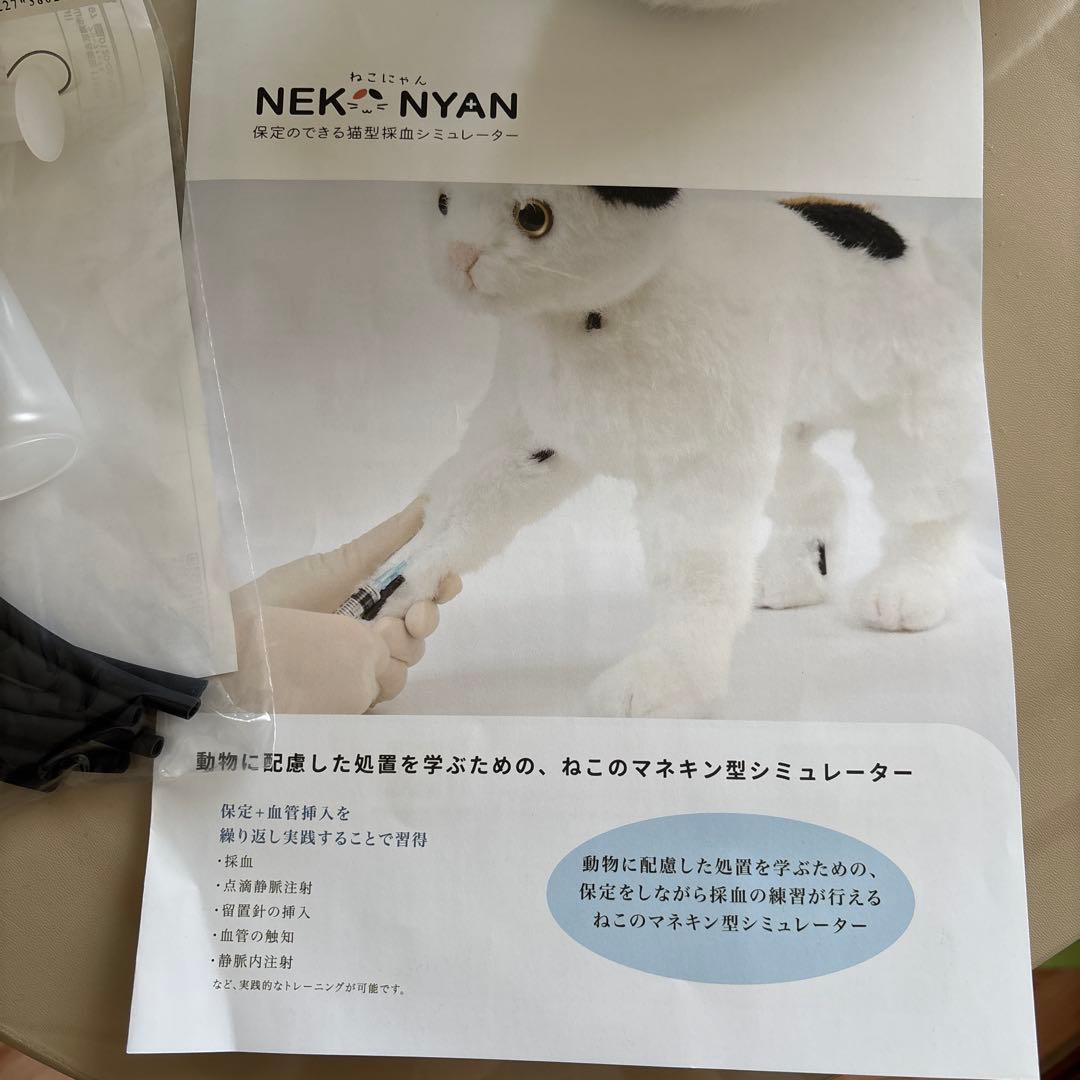 ねこにゃん
NEKO NYAN
保定のできる猫型採血シミュレーター
動物に配慮した処置を学ぶための、ねこのマネキン型シミュレーター
保定+血管挿入を
繰り返し実践することで習得
・採血
・点滴静脈注射
・留置針の挿入
・血管の触知
・静脈内注射
など、実践的なトレーニングが可能です。
動物に配慮した処置を学ぶための、
保定をしながら採血の練習が行える
ねこのマネキン型シミュレーター